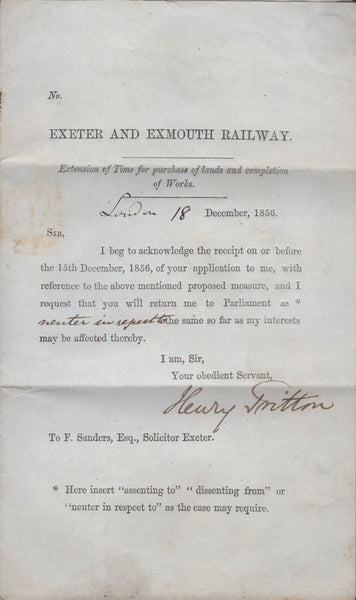 No.
EXETER AND EXMOUTH RAILWAY.
Extension of Time for purchase of lands and completion
of Works.
London 18 December, 1856.
SIR,
I beg to acknowledge the receipt on or before
the 15th December, 1856, of your application to me, with
reference to the above mentioned proposed measure, and I
request that you will return me to Parliament as *
neuter in respect to the same so far as my interests
may be affected thereby.
I am, Sir,
Your obedient Servant,
Henry Tritton
To F. Sanders, Esq., Solicitor Exeter.
* Here insert "assenting to" "dissenting from" or
"neuter in respect to" as the case may require.